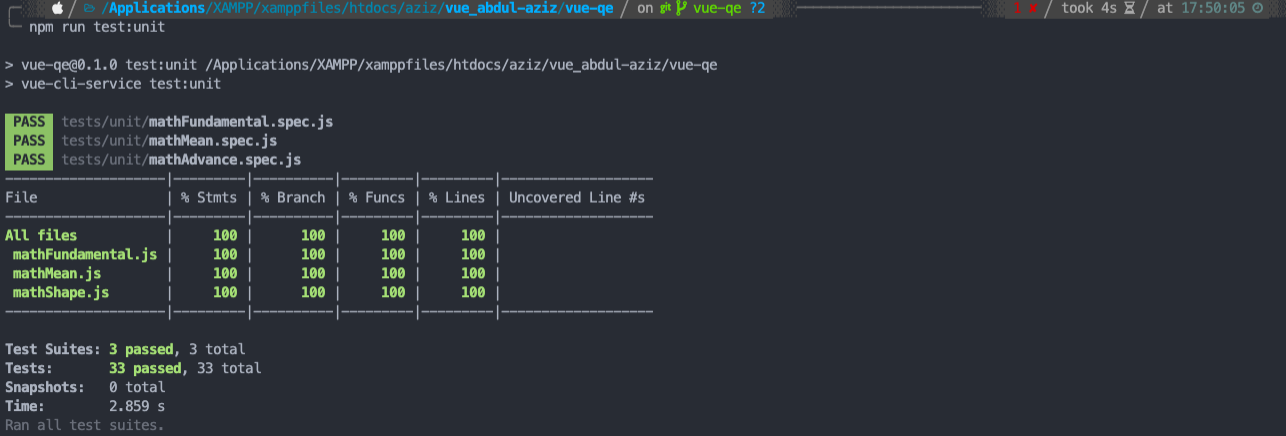 / /Applications/XAMPP/xamppfiles/htdocs/aziz/vue_abdul-aziz/vue-qe / on git vue-qe ?2 1 ✘ / took 4s / at 17:50:05
npm run test:unit
> vue-qe@0.1.0 test:unit /Applications/XAMPP/xamppfiles/htdocs/aziz/vue_abdul-aziz/vue-qe
> vue-cli-service test:unit
PASS tests/unit/mathFundamental.spec.js
PASS tests/unit/mathMean.spec.js
PASS tests/unit/mathAdvance.spec.js
--------------------|---------|----------|---------|---------|-------------------
File | % Stmts | % Branch | % Funcs | % Lines | Uncovered Line #s
--------------------|---------|----------|---------|---------|-------------------
All files | 100 | 100 | 100 | 100 |
mathFundamental.js | 100 | 100 | 100 | 100 |
mathMean.js | 100 | 100 | 100 | 100 |
mathShape.js | 100 | 100 | 100 | 100 |
--------------------|---------|----------|---------|---------|-------------------
Test Suites: 3 passed, 3 total
Tests: 33 passed, 33 total
Snapshots: 0 total
Time: 2.859 s
Ran all test suites.